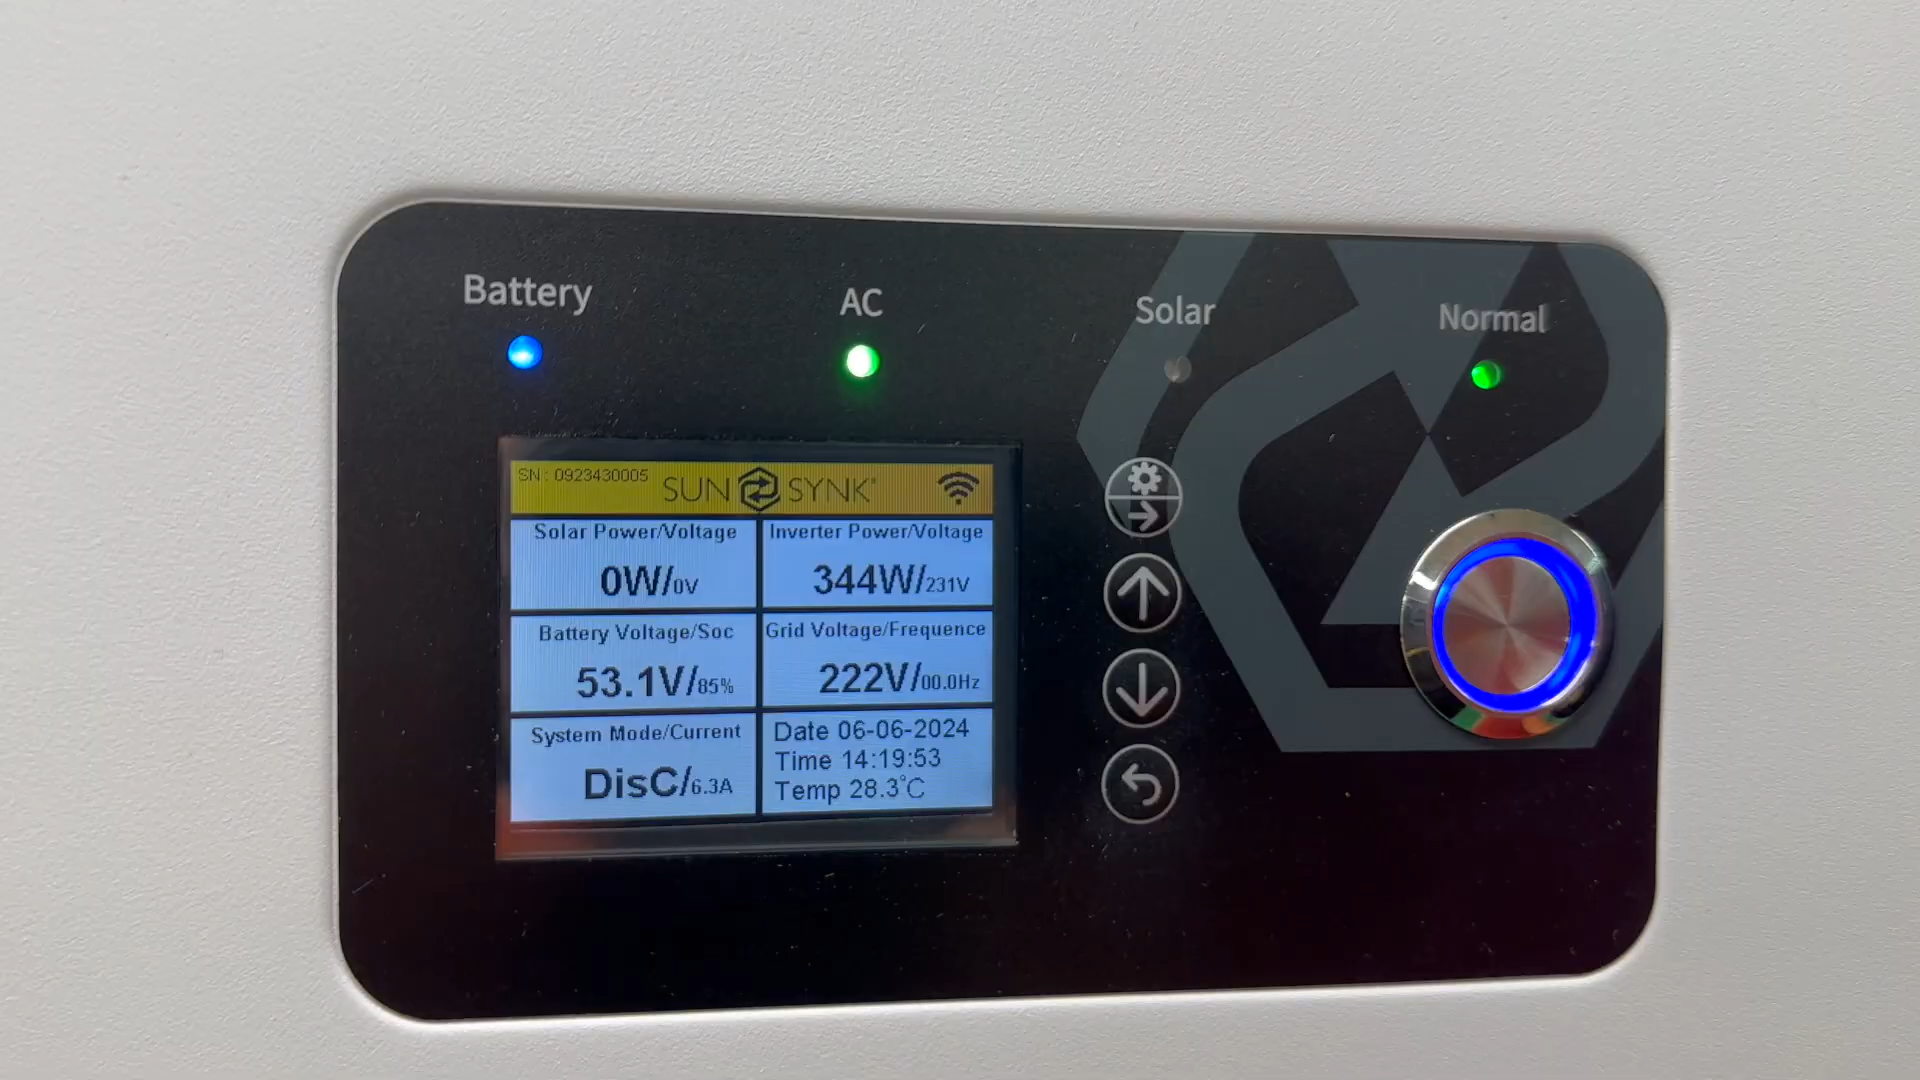 Battery
AC
Solar
Normal
SN : 0923430005
SUN SYNK
Solar Power/Voltage
0W/0V
Inverter Power/Voltage
344W/231V
Battery Voltage/Soc
53.1V/85%
Grid Voltage/Frequence
222V/00.0Hz
System Mode/Current
DisC/6.3A
Date 06-06-2024
Time 14:19:53
Temp 28.3°C